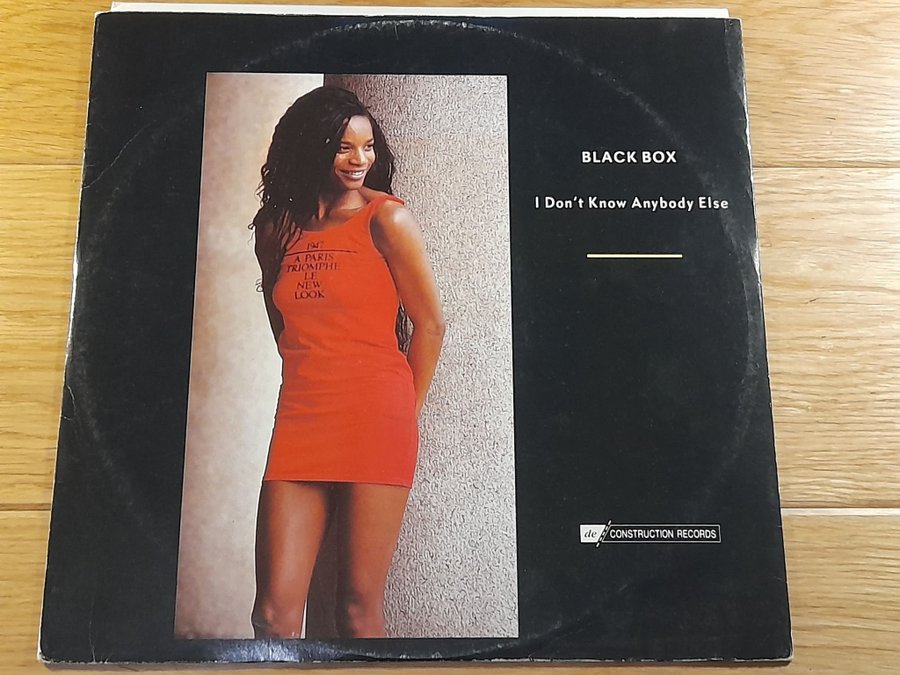 BLACK BOX
I Don't Know Anybody Else
1947
A PARIS
TRIOMPHE
LE
NEW
LOOK
de CONSTRUCTION RECORDS